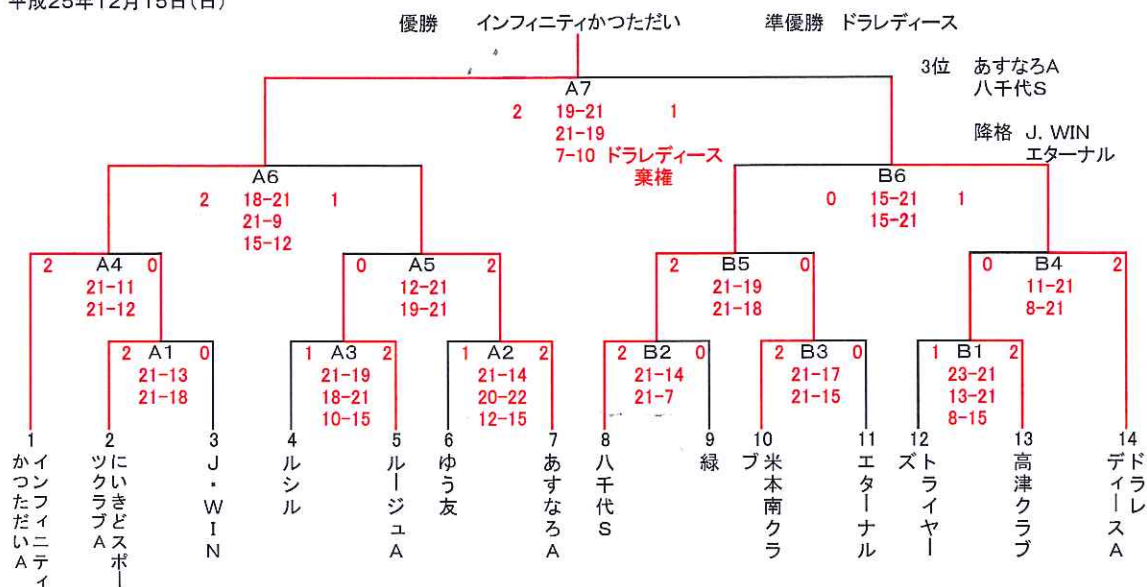 平成25年12月15日(日)
優勝 インフィニティかつただい 準優勝 ドラレディース
3位 あすなろA
八千代S
降格 J. WIN
エターナル
A7
2 19-21 1
21-19
7-10 ドラレディース
棄権
A6
2 18-21 1
21-9
15-12
B6
0 15-21 1
15-21
2 A4 0
21-11
21-12
0 A5 2
12-21
19-21
2 B5 0
21-19
21-18
0 B4 2
11-21
8-21
2 A1 0
21-13
21-18
1 A3 2
21-19
18-21
10-15
1 A2 2
21-14
20-22
12-15
2 B2 0
21-14
21-7
2 B3 0
21-17
21-15
1 B1 2
23-21
13-21
8-15
1
インフィニティ
かつただいA
2
にいきどスポー
ツクラブA
3
J・WIN
4
ルシル
5
ルージュA
6
ゆう友
7
あすなろA
8
八千代S
9
緑
10
米本南クラ
ブ
11
エターナル
12
トライヤー
ズ
13
高津クラブ
14
ドラレ
ディースA